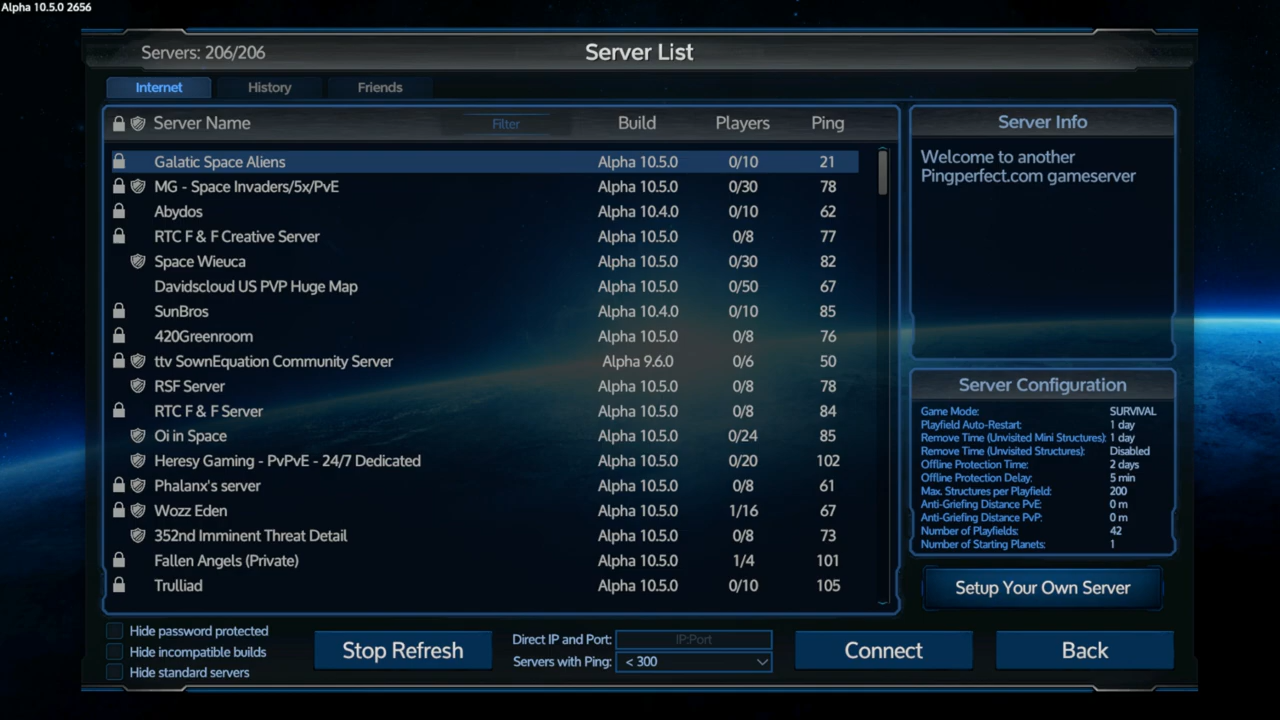 Alpha 10.5.0 2656
Servers: 206/206
Server List
Internet
History
Friends
Server Name
Filter
Build
Players
Ping
Galatic Space Aliens Alpha 10.5.0 0/10 21
MG - Space Invaders/5x/PvE Alpha 10.5.0 0/30 78
Abydos Alpha 10.4.0 0/10 62
RTC F & F Creative Server Alpha 10.5.0 0/8 77
Space Wieuca Alpha 10.5.0 0/30 82
Davidscloud US PVP Huge Map Alpha 10.5.0 0/50 67
SunBros Alpha 10.4.0 0/10 85
420Greenroom Alpha 10.5.0 0/8 76
ttv SownEquation Community Server Alpha 9.6.0 0/6 50
RSF Server Alpha 10.5.0 0/8 78
RTC F & F Server Alpha 10.5.0 0/8 84
Oi in Space Alpha 10.5.0 0/24 85
Heresy Gaming - PvPvE - 24/7 Dedicated Alpha 10.5.0 0/20 102
Phalanx's server Alpha 10.5.0 0/8 61
Wozz Eden Alpha 10.5.0 1/16 67
352nd Imminent Threat Detail Alpha 10.5.0 0/8 73
Fallen Angels (Private) Alpha 10.5.0 1/4 101
Trulliad Alpha 10.5.0 0/10 105
Server Info
Welcome to another
Pingperfect.com gameserver
Server Configuration
Game Mode: SURVIVAL
Playfield Auto-Restart: 1 day
Remove Time (Unvisited Mini Structures): 1 day
Remove Time (Unvisited Structures): Disabled
Offline Protection Time: 2 days
Offline Protection Delay: 5 min
Max. Structures per Playfield: 200
Anti-Griefing Distance PvE: 0 m
Anti-Griefing Distance PvP: 0 m
Number of Playfields: 42
Number of Starting Planets: 1
Setup Your Own Server
Hide password protected
Hide incompatible builds
Hide standard servers
Stop Refresh
Direct IP and Port: IP:Port
Servers with Ping: < 300
Connect
Back